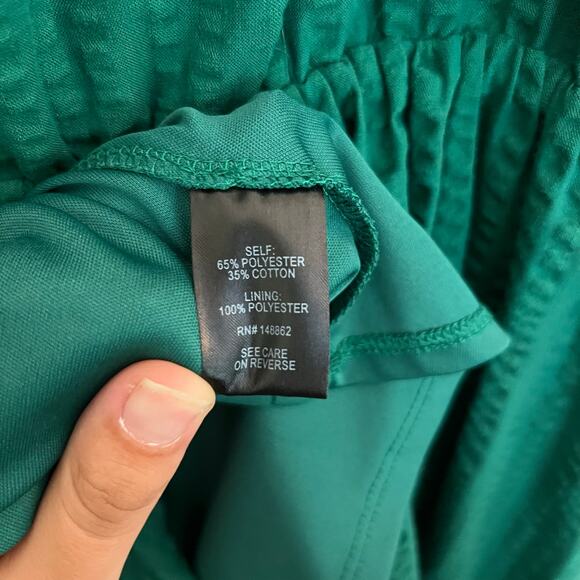 SELF:
65% POLYESTER
35% COTTON
LINING:
100% POLYESTER
RN# 148862
SEE CARE
ON REVERSE